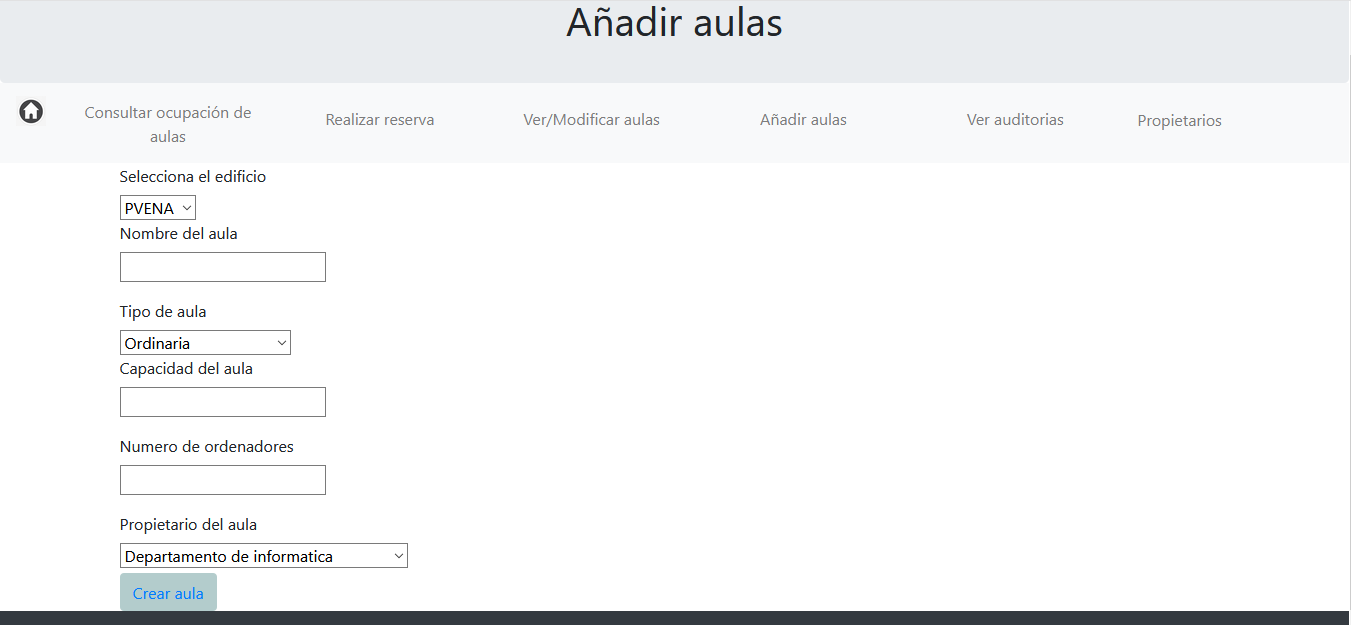 Añadir aulas
Consultar ocupación de
aulas
Realizar reserva
Ver/Modificar aulas
Añadir aulas
Ver auditorias
Propietarios
Selecciona el edificio
PVENA
Nombre del aula
Tipo de aula
Ordinaria
Capacidad del aula
Numero de ordenadores
Propietario del aula
Departamento de informatica
Crear aula